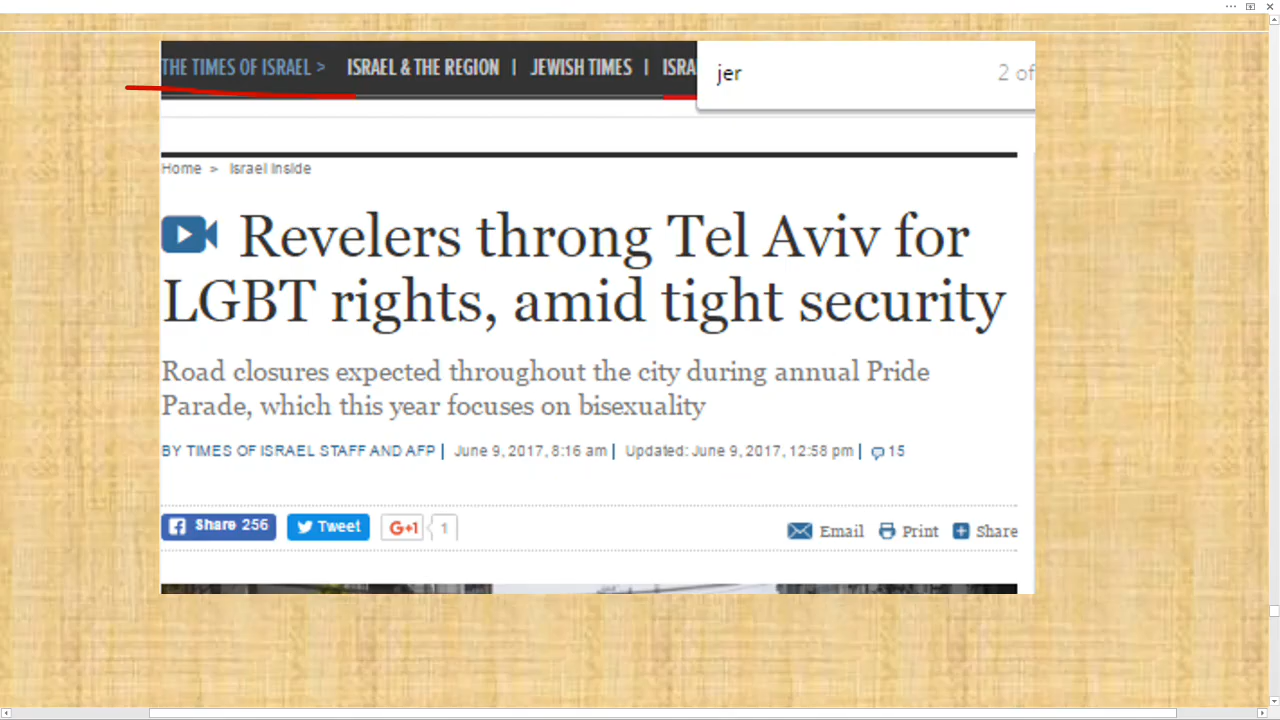 THE TIMES OF ISRAEL > ISRAEL & THE REGION | JEWISH TIMES | ISRA
jer 2 of
Home > Israel Inside
Revelers throng Tel Aviv for
LGBT rights, amid tight security
Road closures expected throughout the city during annual Pride
Parade, which this year focuses on bisexuality
BY TIMES OF ISRAEL STAFF AND AFP | June 9, 2017, 8:16 am | Updated: June 9, 2017, 12:58 pm | 15
Share 256 Tweet G+1 1 Email Print Share